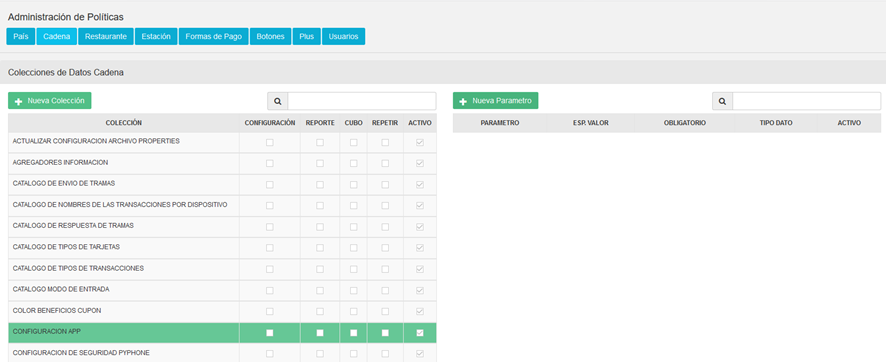 Administración de Políticas
País Cadena Restaurante Estación Formas de Pago Botones Plus Usuarios
Colecciones de Datos Cadena
Nueva Colección
COLECCIÓN CONFIGURACIÓN REPORTE CUBO REPETIR ACTIVO
ACTUALIZAR CONFIGURACION ARCHIVO PROPERTIES
AGREGADORES INFORMACION
CATALOGO DE ENVIO DE TRAMAS
CATALOGO DE NOMBRES DE LAS TRANSACCIONES POR DISPOSITIVO
CATALOGO DE RESPUESTA DE TRAMAS
CATALOGO DE TIPOS DE TARJETAS
CATALOGO DE TIPOS DE TRANSACCIONES
CATALOGO MODO DE ENTRADA
COLOR BENEFICIOS CUPON
CONFIGURACION APP
CONFIGURACION DE SEGURIDAD PYPHONE
Nueva Parametro
PARAMETRO ESP. VALOR OBLIGATORIO TIPO DATO ACTIVO